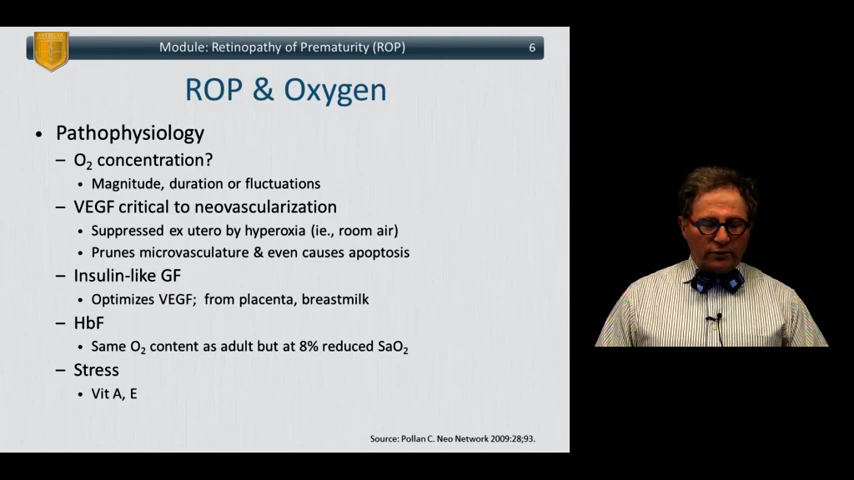 Module: Retinopathy of Prematurity (ROP) 6
ROP & Oxygen
• Pathophysiology
– O₂ concentration?
• Magnitude, duration or fluctuations
– VEGF critical to neovascularization
• Suppressed ex utero by hyperoxia (ie., room air)
• Prunes microvasculature & even causes apoptosis
– Insulin-like GF
• Optimizes VEGF; from placenta, breastmilk
– HbF
• Same O₂ content as adult but at 8% reduced SaO₂
– Stress
• Vit A, E
Source: Pollan C. Neo Network 2009:28;93.